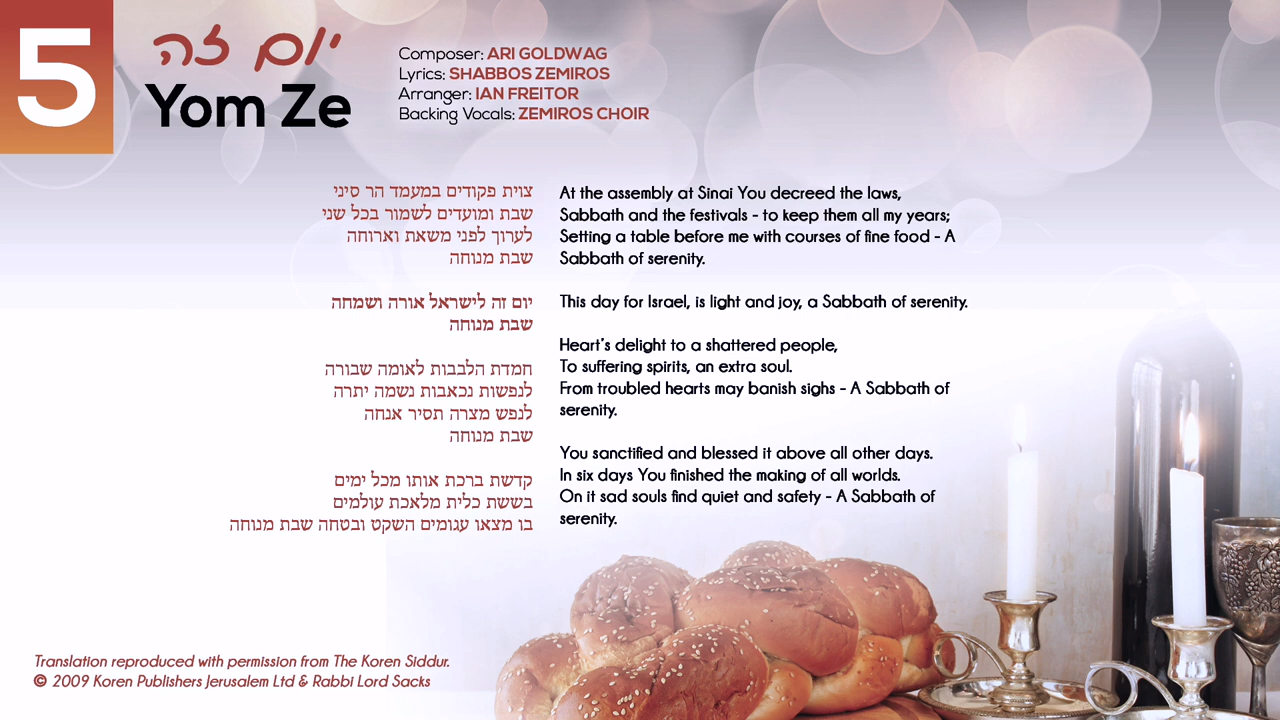 5
יום זה
Yom Ze
Composer: ARI GOLDWAG
Lyrics: SHABBOS ZEMIROS
Arranger: IAN FREITOR
Backing Vocals: ZEMIROS CHOIR
צוית פקודים במעמד הר סיני
שבת ומועדים לשמור בכל שני
לערוך לפני משאת וארוחה
שבת מנוחה
יום זה לישראל אורה ושמחה
שבת מנוחה
חמדת הלבבות לאומה שבורה
לנפשות נכאבות נשמה יתרה
לנפש מצרה תסיר אנחה
שבת מנוחה
קדשת ברכת אותו מכל ימים
בששת כלית מלאכת עולמים
בו מצאו עגומים השקט ובטחה שבת מנוחה
At the assembly at Sinai You decreed the laws,
Sabbath and the festivals - to keep them all my years;
Setting a table before me with courses of fine food - A
Sabbath of serenity.
This day for Israel, is light and joy, a Sabbath of serenity.
Heart's delight to a shattered people,
To suffering spirits, an extra soul.
From troubled hearts may banish sighs - A Sabbath of
serenity.
You sanctified and blessed it above all other days.
In six days You finished the making of all worlds.
On it sad souls find quiet and safety - A Sabbath of
serenity.
Translation reproduced with permission from The Koren Siddur.
© 2009 Koren Publishers Jerusalem Ltd & Rabbi Lord Sacks